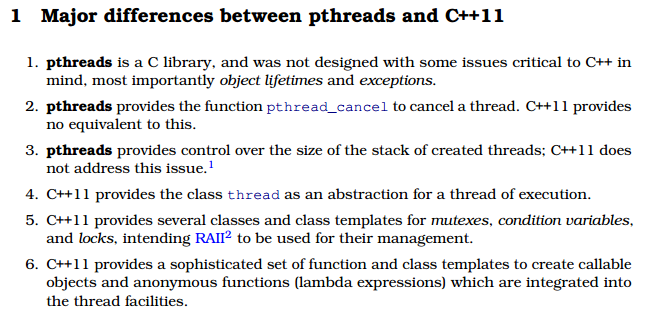 1 Major differences between pthreads and C++11
1. pthreads is a C library, and was not designed with some issues critical to C++ in
mind, most importantly object lifetimes and exceptions.
2. pthreads provides the function pthread_cancel to cancel a thread. C++11 provides
no equivalent to this.
3. pthreads provides control over the size of the stack of created threads; C++11 does
not address this issue.1
4. C++11 provides the class thread as an abstraction for a thread of execution.
5. C++11 provides several classes and class templates for mutexes, condition variables,
and locks, intending RAII2 to be used for their management.
6. C++11 provides a sophisticated set of function and class templates to create callable
objects and anonymous functions (lambda expressions) which are integrated into
the thread facilities.